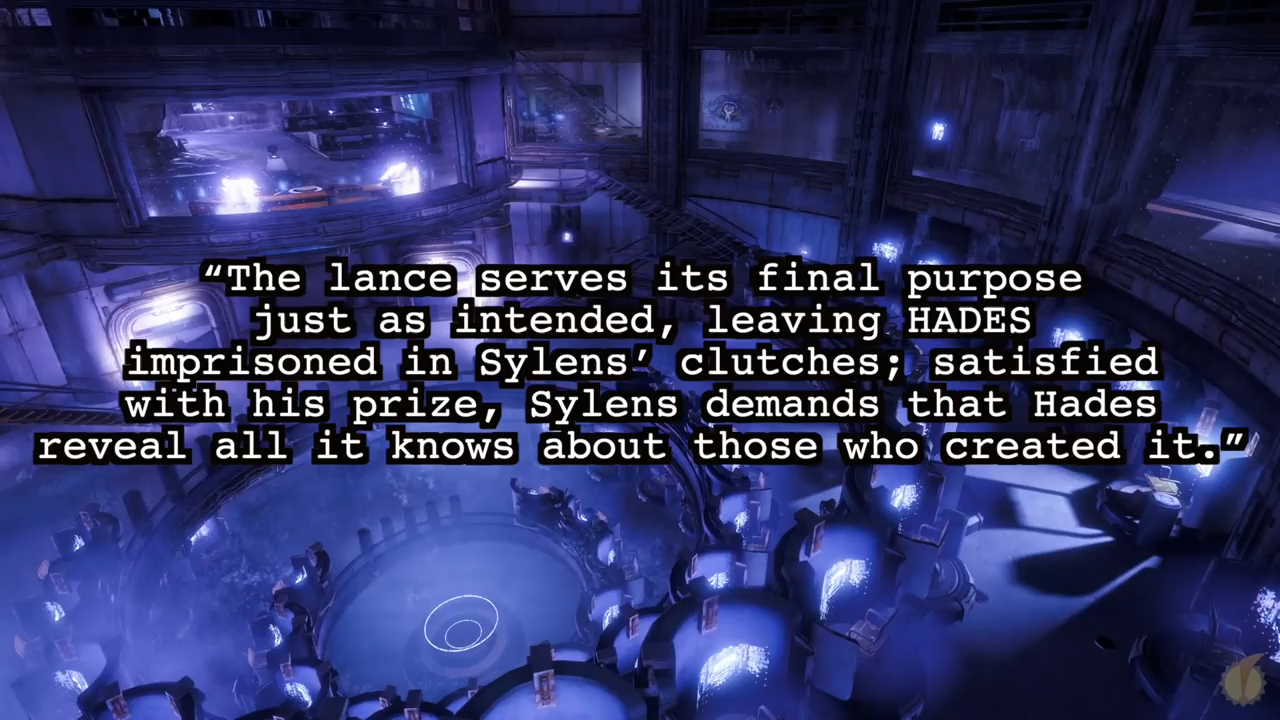 “The lance serves its final purpose
just as intended, leaving HADES
imprisoned in Sylens’ clutches; satisfied
with his prize, Sylens demands that Hades
reveal all it knows about those who created it.”